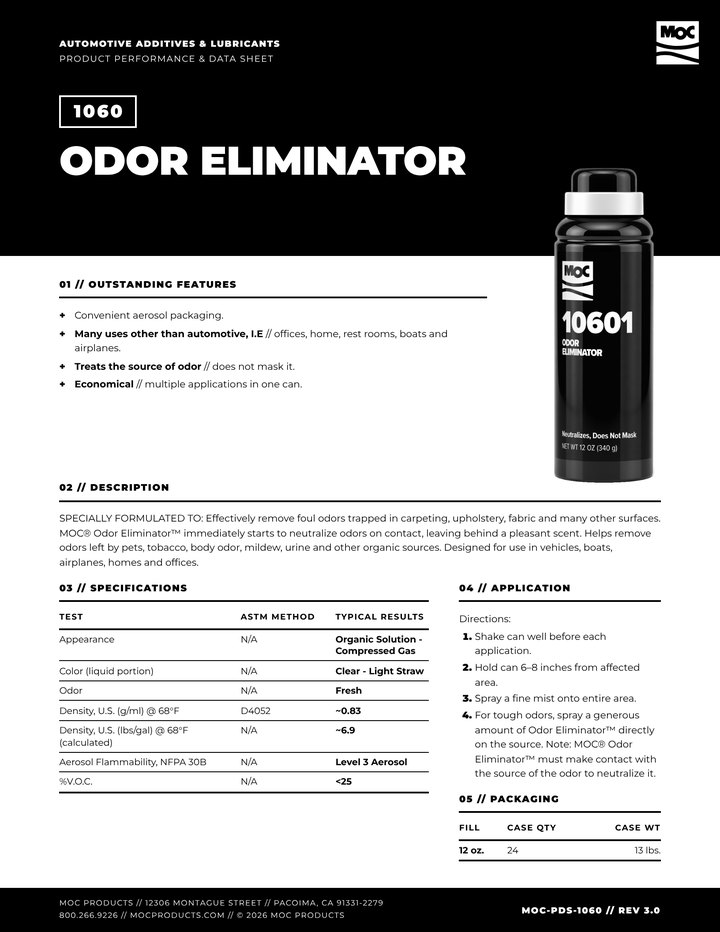 AUTOMOTIVE ADDITIVES & LUBRICANTS
PRODUCT PERFORMANCE & DATA SHEET
MOC
1060
ODOR ELIMINATOR
01 // OUTSTANDING FEATURES
+ Convenient aerosol packaging.
+ Many uses other than automotive, I.E // offices, home, rest rooms, boats and
airplanes.
+ Treats the source of odor // does not mask it.
+ Economical // multiple applications in one can.
MOC
10601
ODOR
ELIMINATOR
Neutralizes, Does Not Mask
NET WT 12 OZ (340 g)
02 // DESCRIPTION
SPECIALLY FORMULATED TO: Effectively remove foul odors trapped in carpeting, upholstery, fabric and many other surfaces.
MOC® Odor Eliminator™ immediately starts to neutralize odors on contact, leaving behind a pleasant scent. Helps remove
odors left by pets, tobacco, body odor, mildew, urine and other organic sources. Designed for use in vehicles, boats,
airplanes, homes and offices.
03 // SPECIFICATIONS
TEST ASTM METHOD TYPICAL RESULTS
Appearance N/A Organic Solution -
Compressed Gas
Color (liquid portion) N/A Clear - Light Straw
Odor N/A Fresh
Density, U.S. (g/ml) @ 68°F D4052 ~0.83
Density, U.S. (lbs/gal) @ 68°F N/A ~6.9
(calculated)
Aerosol Flammability, NFPA 30B N/A Level 3 Aerosol
%V.O.C. N/A <25
04 // APPLICATION
Directions:
1. Shake can well before each
application.
2. Hold can 6–8 inches from affected
area.
3. Spray a fine mist onto entire area.
4. For tough odors, spray a generous
amount of Odor Eliminator™ directly
on the source. Note: MOC® Odor
Eliminator™ must make contact with
the source of the odor to neutralize it.
05 // PACKAGING
FILL CASE QTY CASE WT
12 oz. 24 13 lbs.
MOC PRODUCTS // 12306 MONTAGUE STREET // PACOIMA, CA 91331-2279
800.266.9226 // MOCPRODUCTS.COM // © 2026 MOC PRODUCTS
MOC-PDS-1060 // REV 3.0